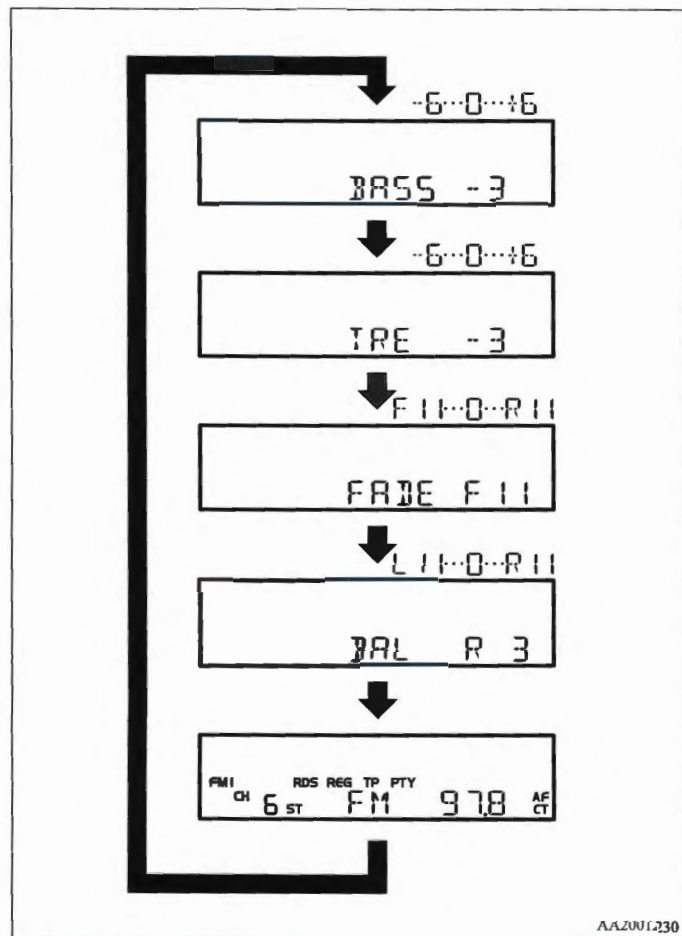 -6···0···+6
BASS -3
-6···0···+6
TRE -3
F11···0···R11
FADE F11
L11···0···R11
BAL R 3
FM1 RDS REG TP PTY AF
CH 6 ST FM 97.8 CT
AA2001230